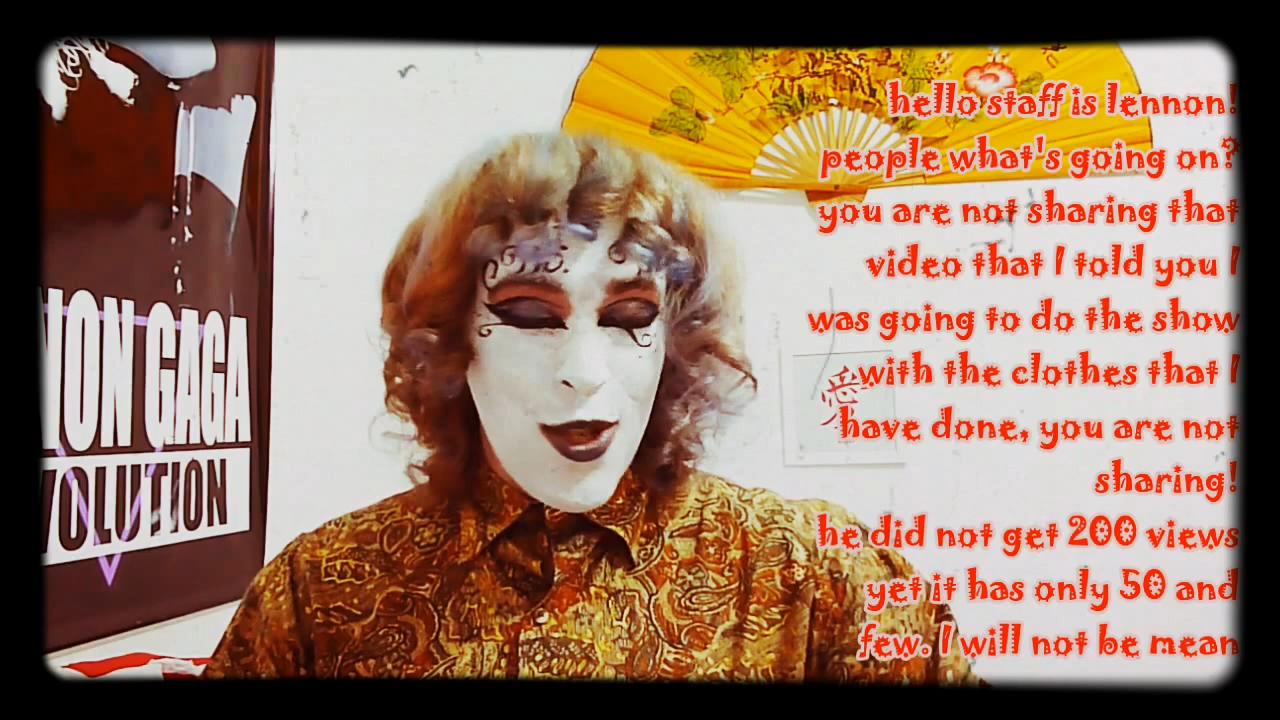 NON GAGA
VOLUTION
愛
hello staff is lennon!
people what's going on?
you are not sharing that
video that I told you I
was going to do the show
with the clothes that I
have done, you are not
sharing!
he did not get 200 views
yet it has only 50 and
few. I will not be mean